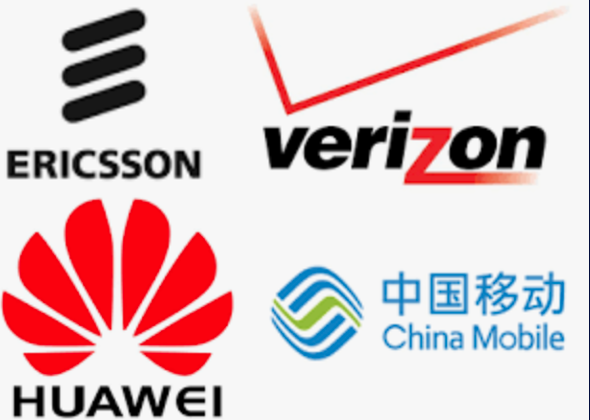 ERICSSON
verizon
HUAWEI
中国移动
China Mobile